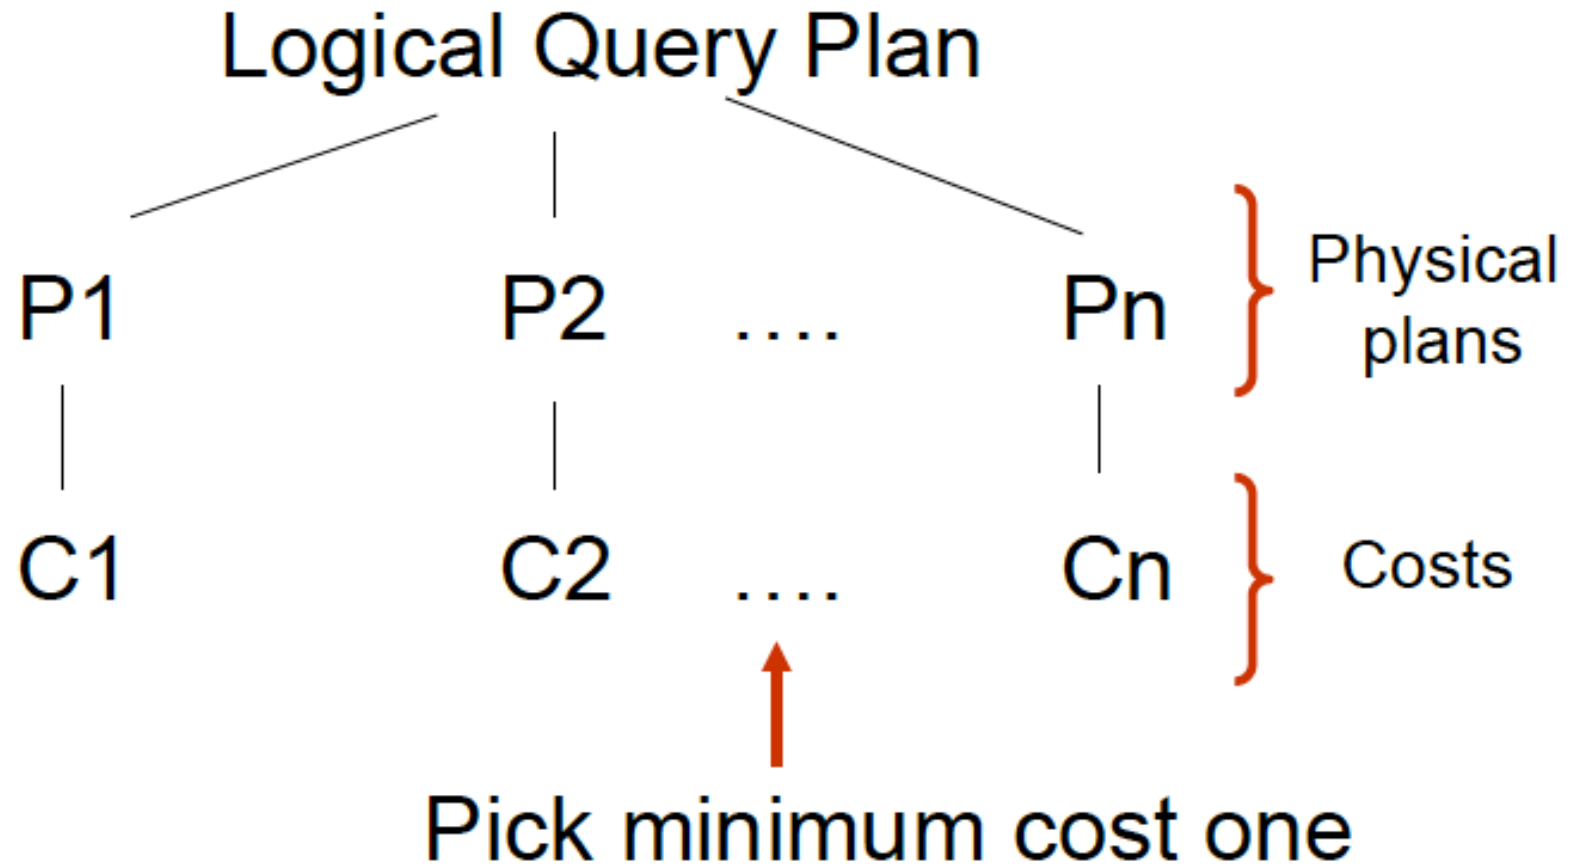 Logical Query Plan
P1 P2 .... Pn
Physical
plans
C1 C2 .... Cn
Costs
Pick minimum cost one